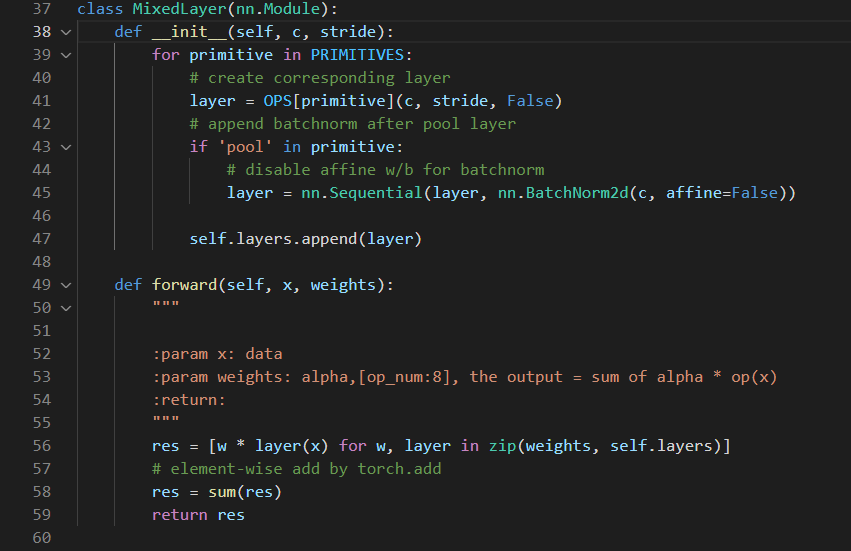 37 class MixedLayer(nn.Module):
38     def __init__(self, c, stride):
39         for primitive in PRIMITIVES:
40             # create corresponding layer
41             layer = OPS[primitive](c, stride, False)
42             # append batchnorm after pool layer
43             if 'pool' in primitive:
44                 # disable affine w/b for batchnorm
45                 layer = nn.Sequential(layer, nn.BatchNorm2d(c, affine=False))
46
47             self.layers.append(layer)
48
49     def forward(self, x, weights):
50         """
51
52         :param x: data
53         :param weights: alpha,[op_num:8], the output = sum of alpha * op(x)
54         :return:
55         """
56         res = [w * layer(x) for w, layer in zip(weights, self.layers)]
57         # element-wise add by torch.add
58         res = sum(res)
59         return res
60